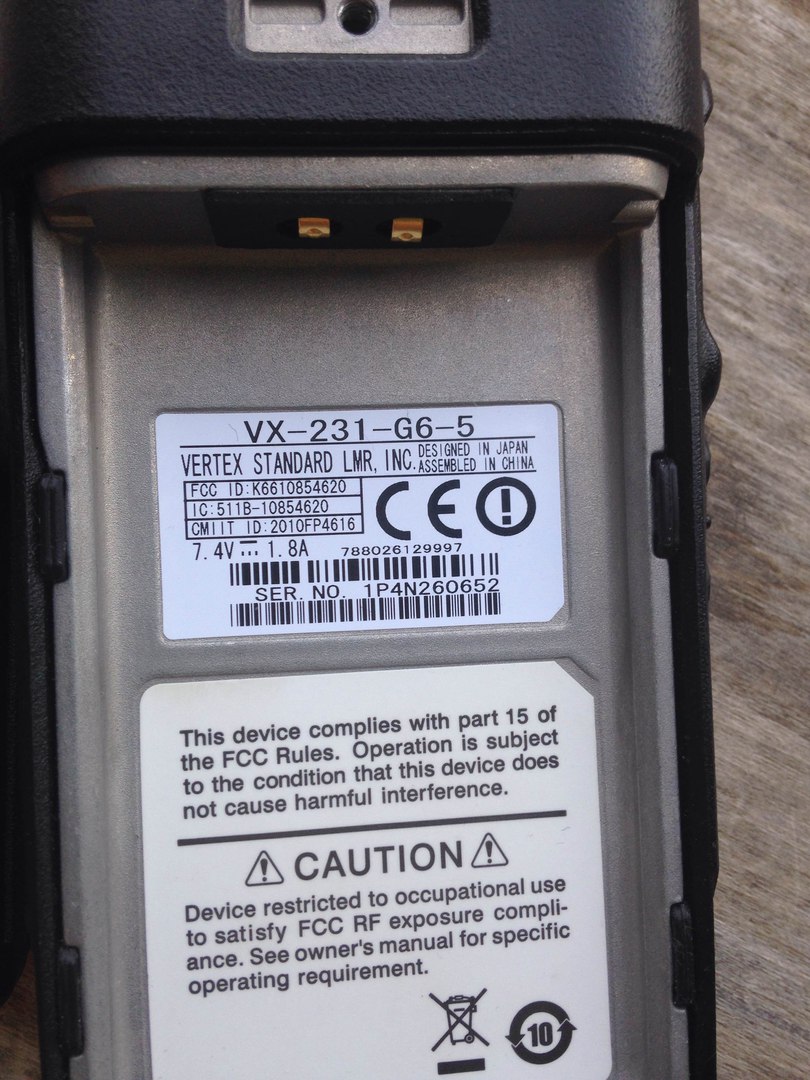 VX-231-G6-5
VERTEX STANDARD LMR, INC. DESIGNED IN JAPAN
ASSEMBLED IN CHINA
FCC ID:K6610854620
IC:511B-10854620
CMIIT ID:2010FP4616
CE
7.4V⎓1.8A 788026129997
SER. NO. 1P4N260652
This device complies with part 15 of
the FCC Rules. Operation is subject
to the condition that this device does
not cause harmful interference.
CAUTION
Device restricted to occupational use
to satisfy FCC RF exposure compli-
ance. See owner's manual for specific
operating requirement.
10